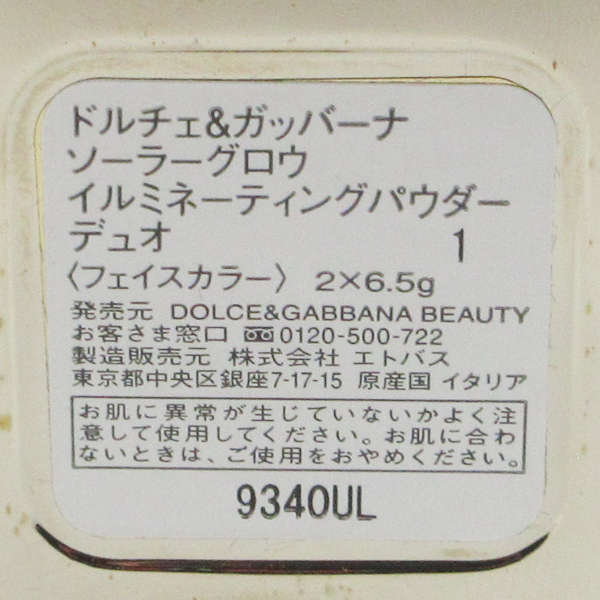 ドルチェ&ガッバーナ
ソーラーグロウ
イルミネーティングパウダー
デュオ 1
〈フェイスカラー〉 2×6.5g
発売元 DOLCE&GABBANA BEAUTY
お客さま窓口 0120-500-722
製造販売元 株式会社 エトバス
東京都中央区銀座7-17-15 原産国 イタリア
お肌に異常が生じていないかよく注
意して使用してください。お肌に合わ
ないときは、ご使用をおやめください。
9340UL